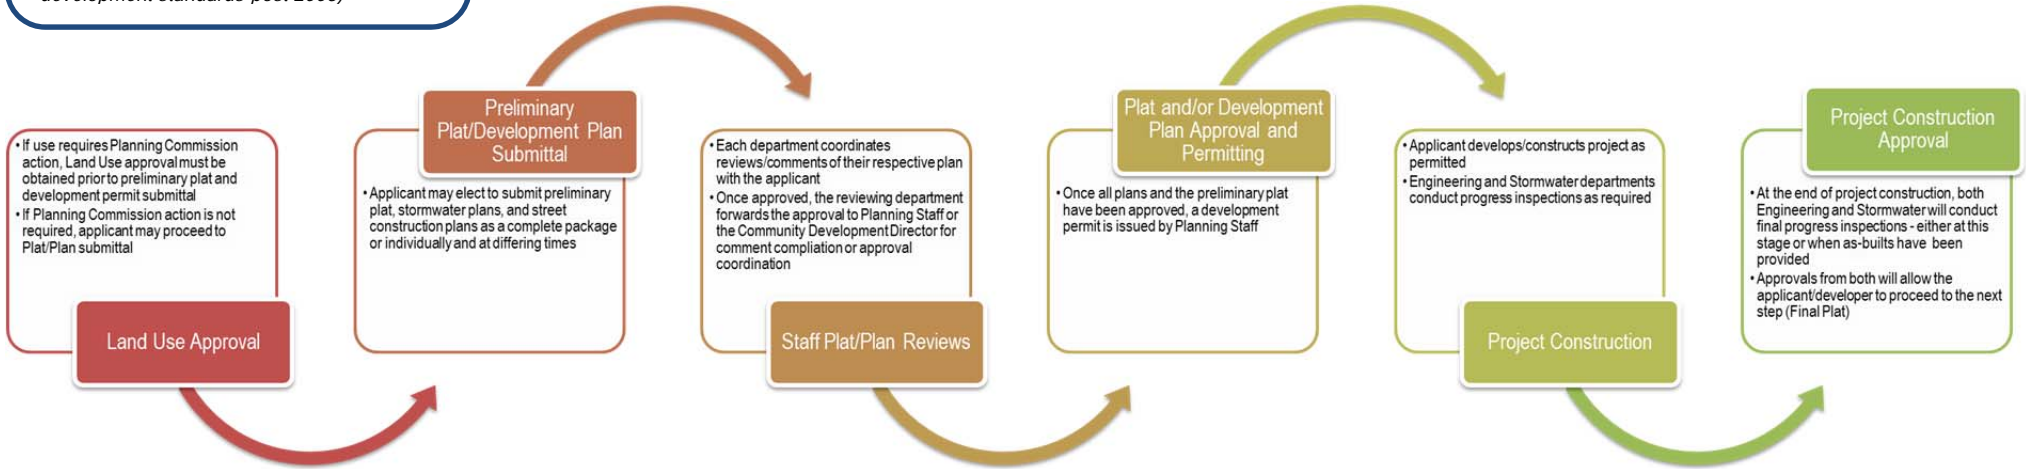 development standards post 2008)
• If use requires Planning Commission
action, Land Use approval must be
obtained prior to preliminary plat and
development permit submittal
• If Planning Commission action is not
required, applicant may proceed to
Plat/Plan submittal
Land Use Approval
Preliminary
Plat/Development Plan
Submittal
• Applicant may elect to submit preliminary
plat, stormwater plans, and street
construction plans as a complete package
or individually and at differing times
• Each department coordinates
reviews/comments of their respective plan
with the applicant
• Once approved, the reviewing department
forwards the approval to Planning Staff or
the Community Development Director for
comment compliation or approval
coordination
Staff Plat/Plan Reviews
Plat and/or Development
Plan Approval and
Permitting
• Once all plans and the preliminary plat
have been approved, a development
permit is issued by Planning Staff
• Applicant develops/constructs project as
permitted
• Engineering and Stormwater departments
conduct progress inspections as required
Project Construction
Project Construction
Approval
• At the end of project construction, both
Engineering and Stormwater will conduct
final progress inspections - either at this
stage or when as-builts have been
provided
• Approvals from both will allow the
applicant/developer to proceed to the next
step (Final Plat)